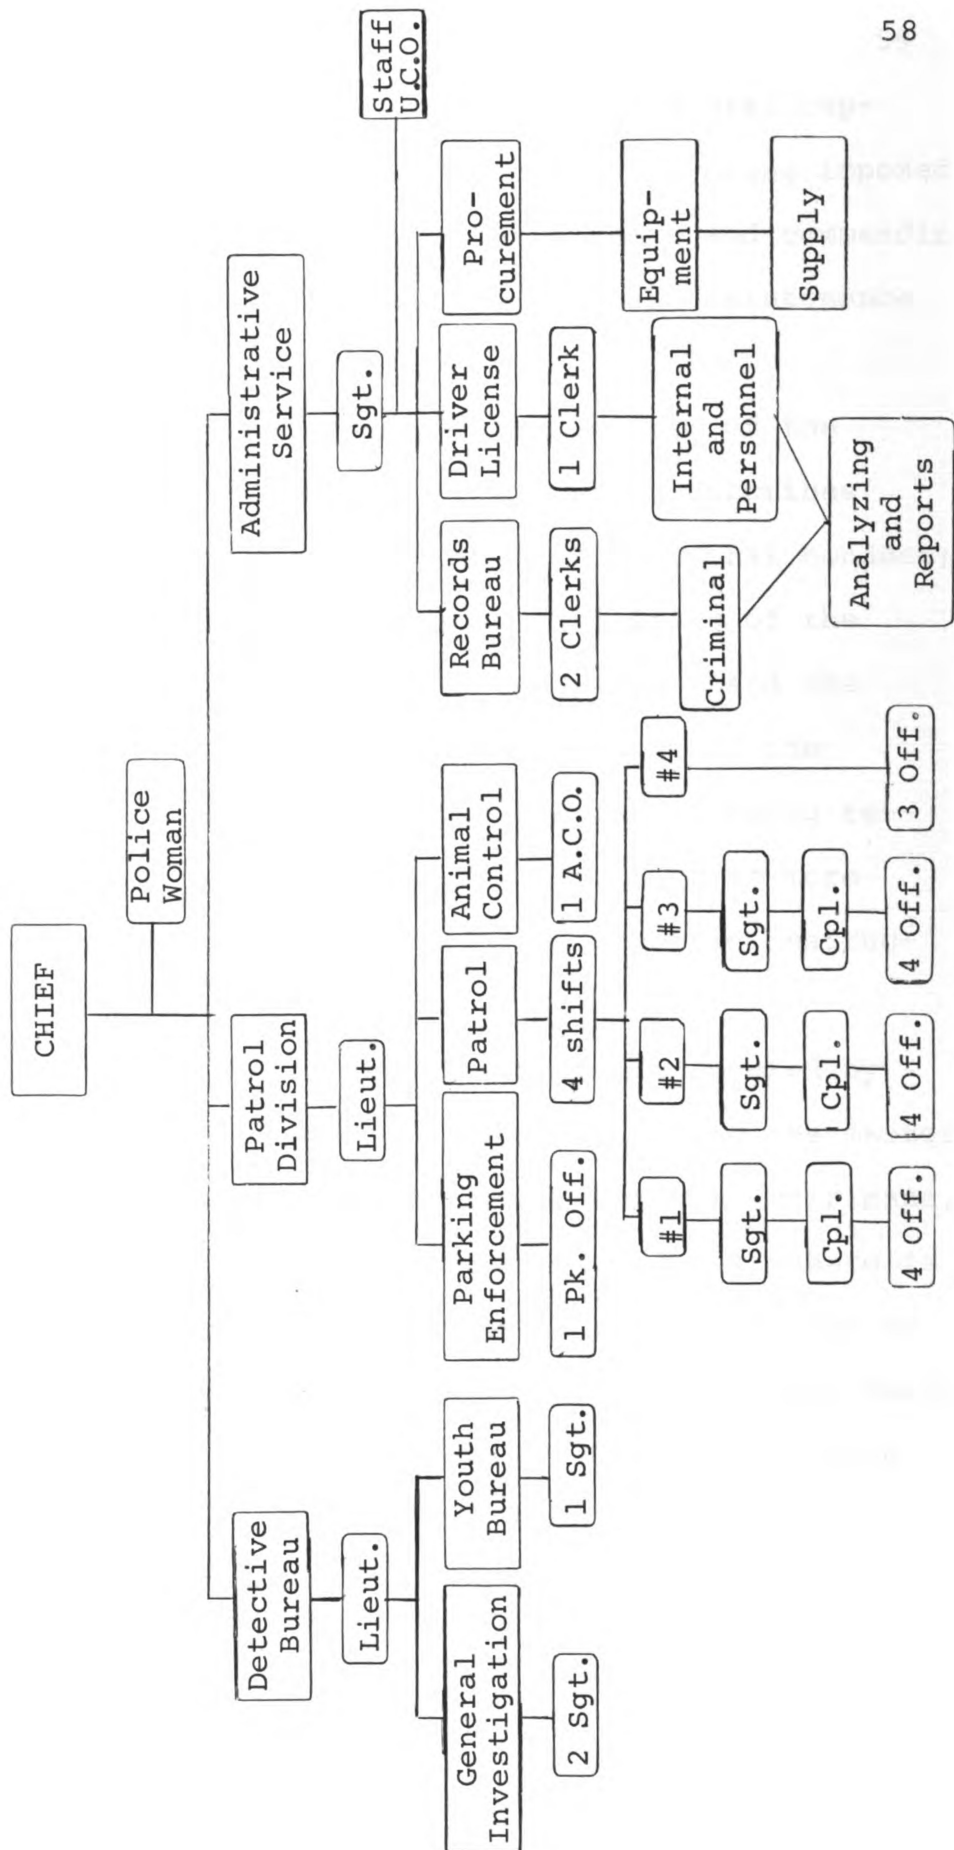 58
CHIEF
Police
Woman
Detective
Bureau
Patrol
Division
Administrative
Service
Lieut.
Lieut.
Sgt.
Staff
U.C.O.
General
Investigation
Youth
Bureau
Parking
Enforcement
Patrol
Animal
Control
Records
Bureau
Driver
License
Pro-
curement
2 Sgt.
1 Sgt.
1 Pk. Off.
4 shifts
1 A.C.O.
2 Clerks
1 Clerk
#1
#2
#3
#4
Criminal
Internal
and
Personnel
Equip-
ment
Sgt.
Sgt.
Sgt.
Cpl.
Cpl.
Cpl.
4 Off.
4 Off.
4 Off.
3 Off.
Analyzing
and
Reports
Supply